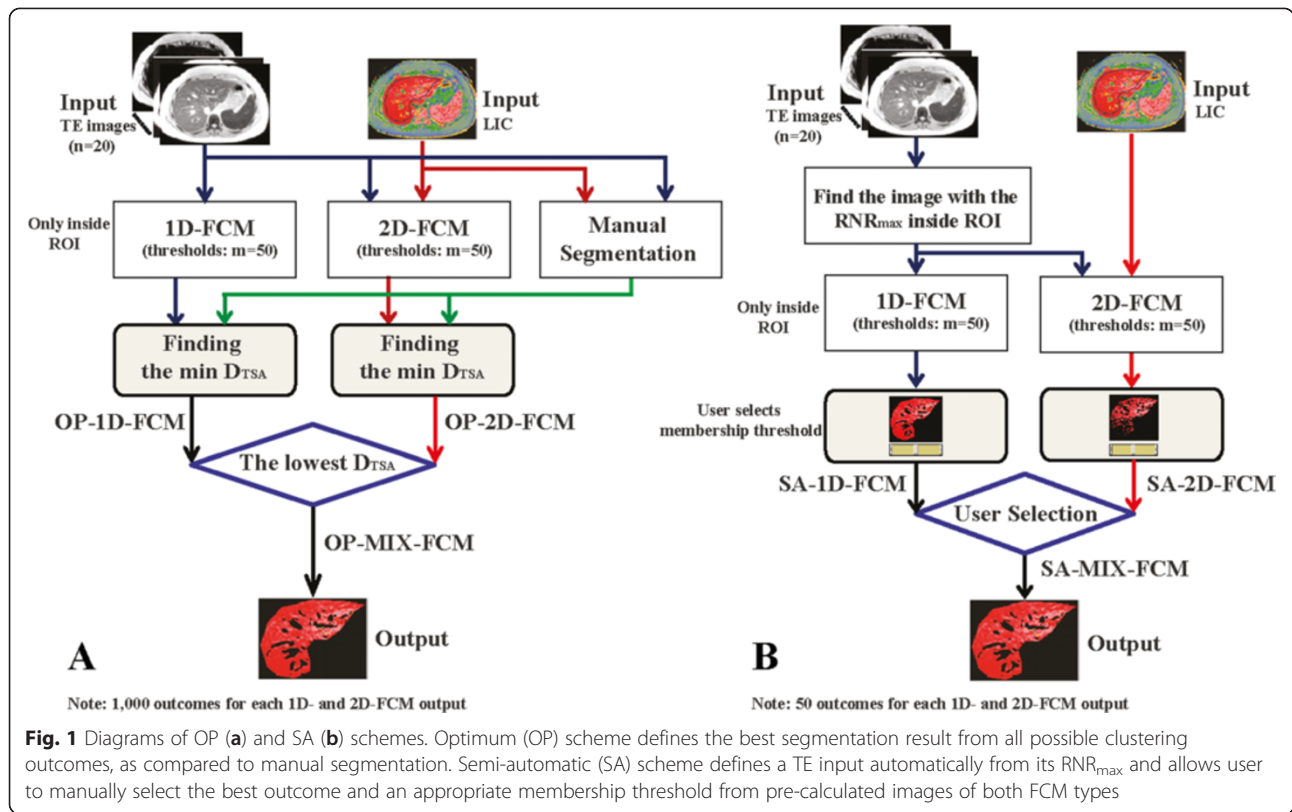 Input
TE images
(n=20)
Input
LIC
Only inside
ROI
1D-FCM
(thresholds: m=50)
2D-FCM
(thresholds: m=50)
Manual
Segmentation
Finding
the min DTSA
Finding
the min DTSA
OP-1D-FCM
OP-2D-FCM
The lowest DTSA
OP-MIX-FCM
Output
A
Note: 1,000 outcomes for each 1D- and 2D-FCM output
Input
TE images
(n=20)
Input
LIC
Find the image with the
RNRmax inside ROI
Only inside
ROI
1D-FCM
(thresholds: m=50)
2D-FCM
(thresholds: m=50)
User selects
membership threshold
SA-1D-FCM
SA-2D-FCM
User Selection
SA-MIX-FCM
Output
B
Note: 50 outcomes for each 1D- and 2D-FCM output
Fig. 1 Diagrams of OP (a) and SA (b) schemes. Optimum (OP) scheme defines the best segmentation result from all possible clustering
outcomes, as compared to manual segmentation. Semi-automatic (SA) scheme defines a TE input automatically from its RNRmax and allows user
to manually select the best outcome and an appropriate membership threshold from pre-calculated images of both FCM types